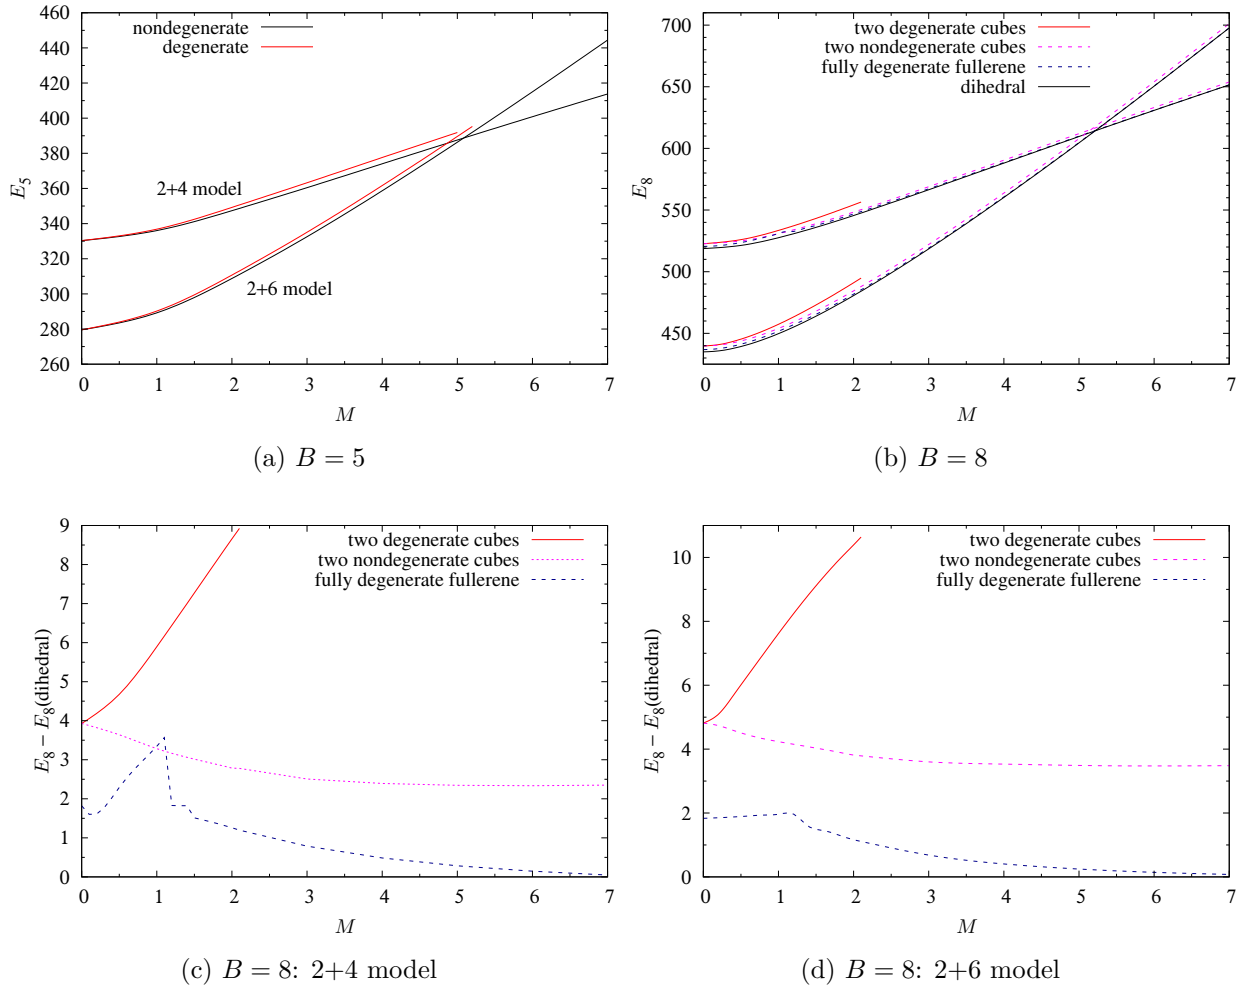 nondegenerate
degenerate
2+4 model
2+6 model
E5
460
440
420
400
380
360
340
320
300
280
260
0 1 2 3 4 5 6 7
M
(a) B = 5
two degenerate cubes
two nondegenerate cubes
fully degenerate fullerene
dihedral
E8
700
650
600
550
500
450
0 1 2 3 4 5 6 7
M
(b) B = 8
two degenerate cubes
two nondegenerate cubes
fully degenerate fullerene
E8 − E8(dihedral)
9
8
7
6
5
4
3
2
1
0
0 1 2 3 4 5 6 7
M
(c) B = 8: 2+4 model
two degenerate cubes
two nondegenerate cubes
fully degenerate fullerene
E8 − E8(dihedral)
10
8
6
4
2
0
0 1 2 3 4 5 6 7
M
(d) B = 8: 2+6 model